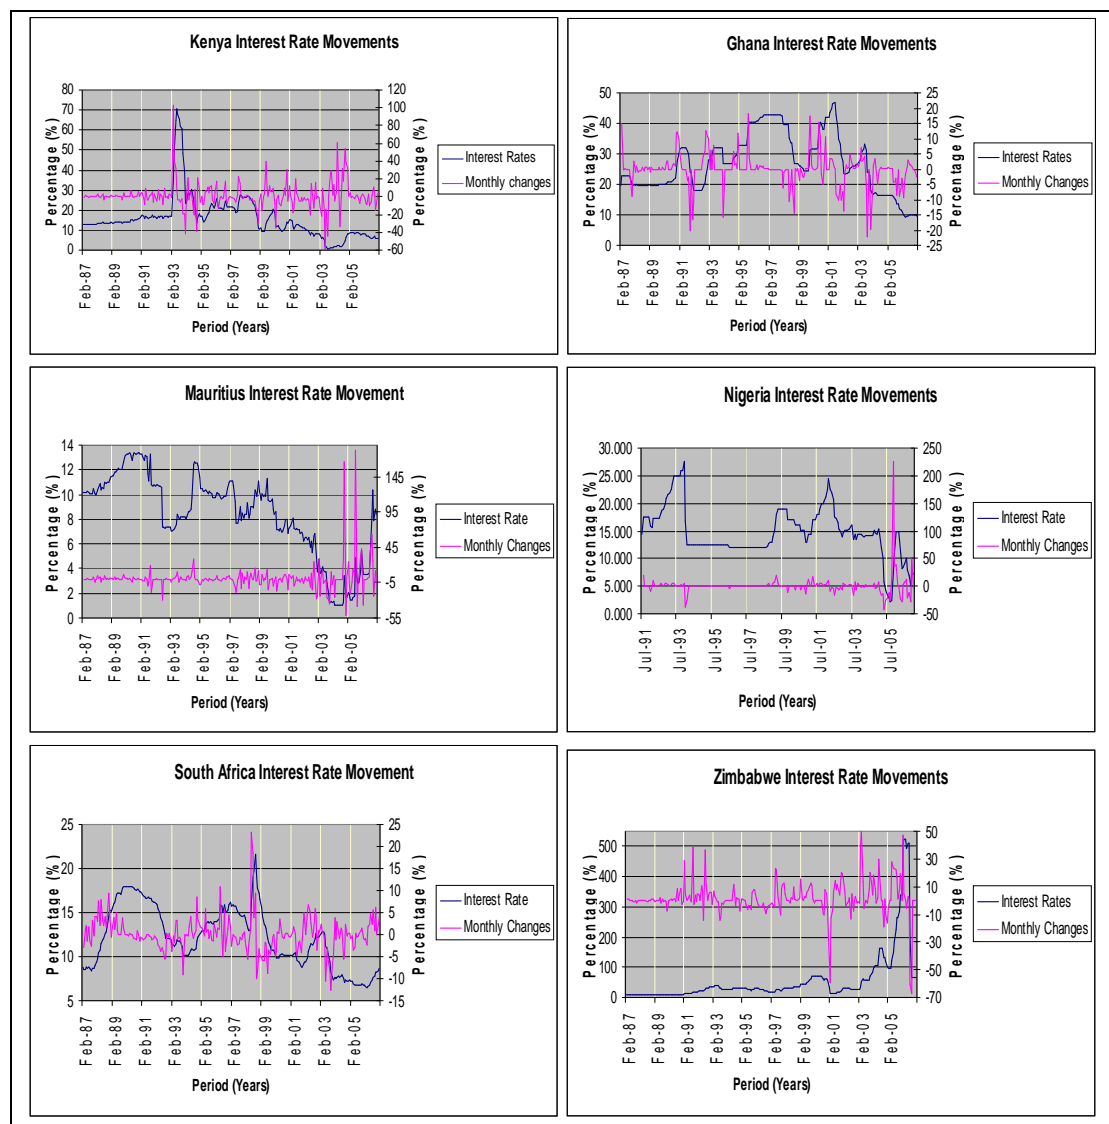 Kenya Interest Rate Movements
80
70
60
50
40
30
20
10
0
Percentage (%)
120
100
80
60
40
20
0
-20
-40
-60
Percentage (%)
Feb-87
Feb-89
Feb-91
Feb-93
Feb-95
Feb-97
Feb-99
Feb-01
Feb-03
Feb-05
Period (Years)
Interest Rates
Monthly changes
Ghana Interest Rate Movements
50
40
30
20
10
0
Percentage (%)
25
20
15
10
5
0
-5
-10
-15
-20
-25
Percentage (%)
Feb-87
Feb-89
Feb-91
Feb-93
Feb-95
Feb-97
Feb-99
Feb-01
Feb-03
Feb-05
Period (Years)
Interest Rates
Monthly changes
Mauritius Interest Rate Movement
14
12
10
8
6
4
2
0
Percentage (%)
145
95
45
-5
-55
Percentage (%)
Feb-87
Feb-89
Feb-91
Feb-93
Feb-95
Feb-97
Feb-99
Feb-01
Feb-03
Feb-05
Period (Years)
Interest Rate
Monthly Changes
Nigeria Interest Rate Movements
30.000
25.000
20.000
15.000
10.000
5.000
0.000
Percentage (%)
250
200
150
100
50
0
-50
Percentage (%)
Jul-91
Jul-93
Jul-95
Jul-97
Jul-99
Jul-01
Jul-03
Jul-05
Period (Years)
Interest Rate
Monthly Changes
South Africa Interest Rate Movement
25
20
15
10
5
Percentage (%)
25
20
15
10
5
0
-5
-10
-15
Percentage (%)
Feb-87
Feb-89
Feb-91
Feb-93
Feb-95
Feb-97
Feb-99
Feb-01
Feb-03
Feb-05
Period (Years)
Interest Rate
Monthly Changes
Zimbabwe Interest Rate Movements
500
400
300
200
100
0
Percentage (%)
50
30
10
-10
-30
-50
-70
Percentage (%)
Feb-87
Feb-89
Feb-91
Feb-93
Feb-95
Feb-97
Feb-99
Feb-01
Feb-03
Feb-05
Period (Years)
Interest Rates
Monthly Changes